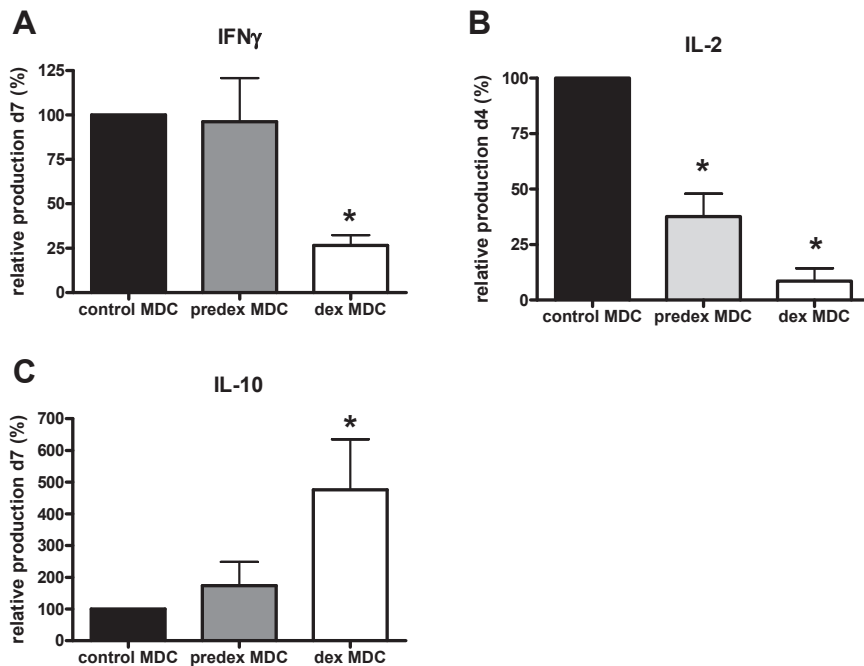 A
IFNγ
relative production d7 (%)
125
100
75
50
25
0
*
control MDC predex MDC dex MDC
B
IL-2
relative production d4 (%)
100
75
50
25
0
*
*
control MDC predex MDC dex MDC
C
IL-10
relative production d7 (%)
700
600
500
400
300
200
100
0
*
control MDC predex MDC dex MDC